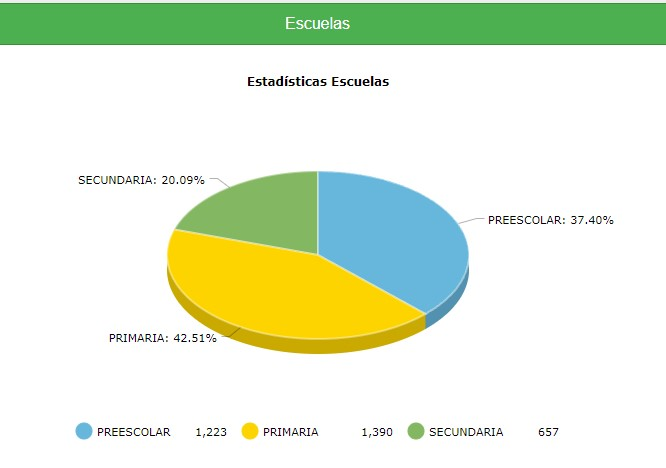 Escuelas
Estadísticas Escuelas
SECUNDARIA: 20.09%
PREESCOLAR: 37.40%
PRIMARIA: 42.51%
PREESCOLAR 1,223 PRIMARIA 1,390 SECUNDARIA 657